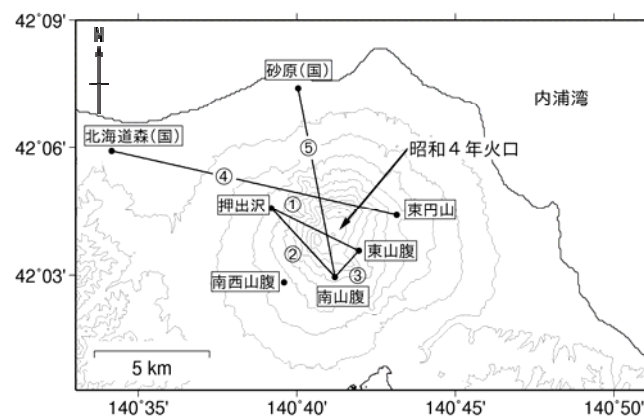 42˚09'
N
砂原(国)
内浦湾
42˚06'
北海道森(国)
⑤
昭和4年火口
④
押出沢
①
東円山
②
東山腹
42˚03'
南西山腹
③
南山腹
5 km
140˚35'
140˚40'
140˚45'
140˚50'